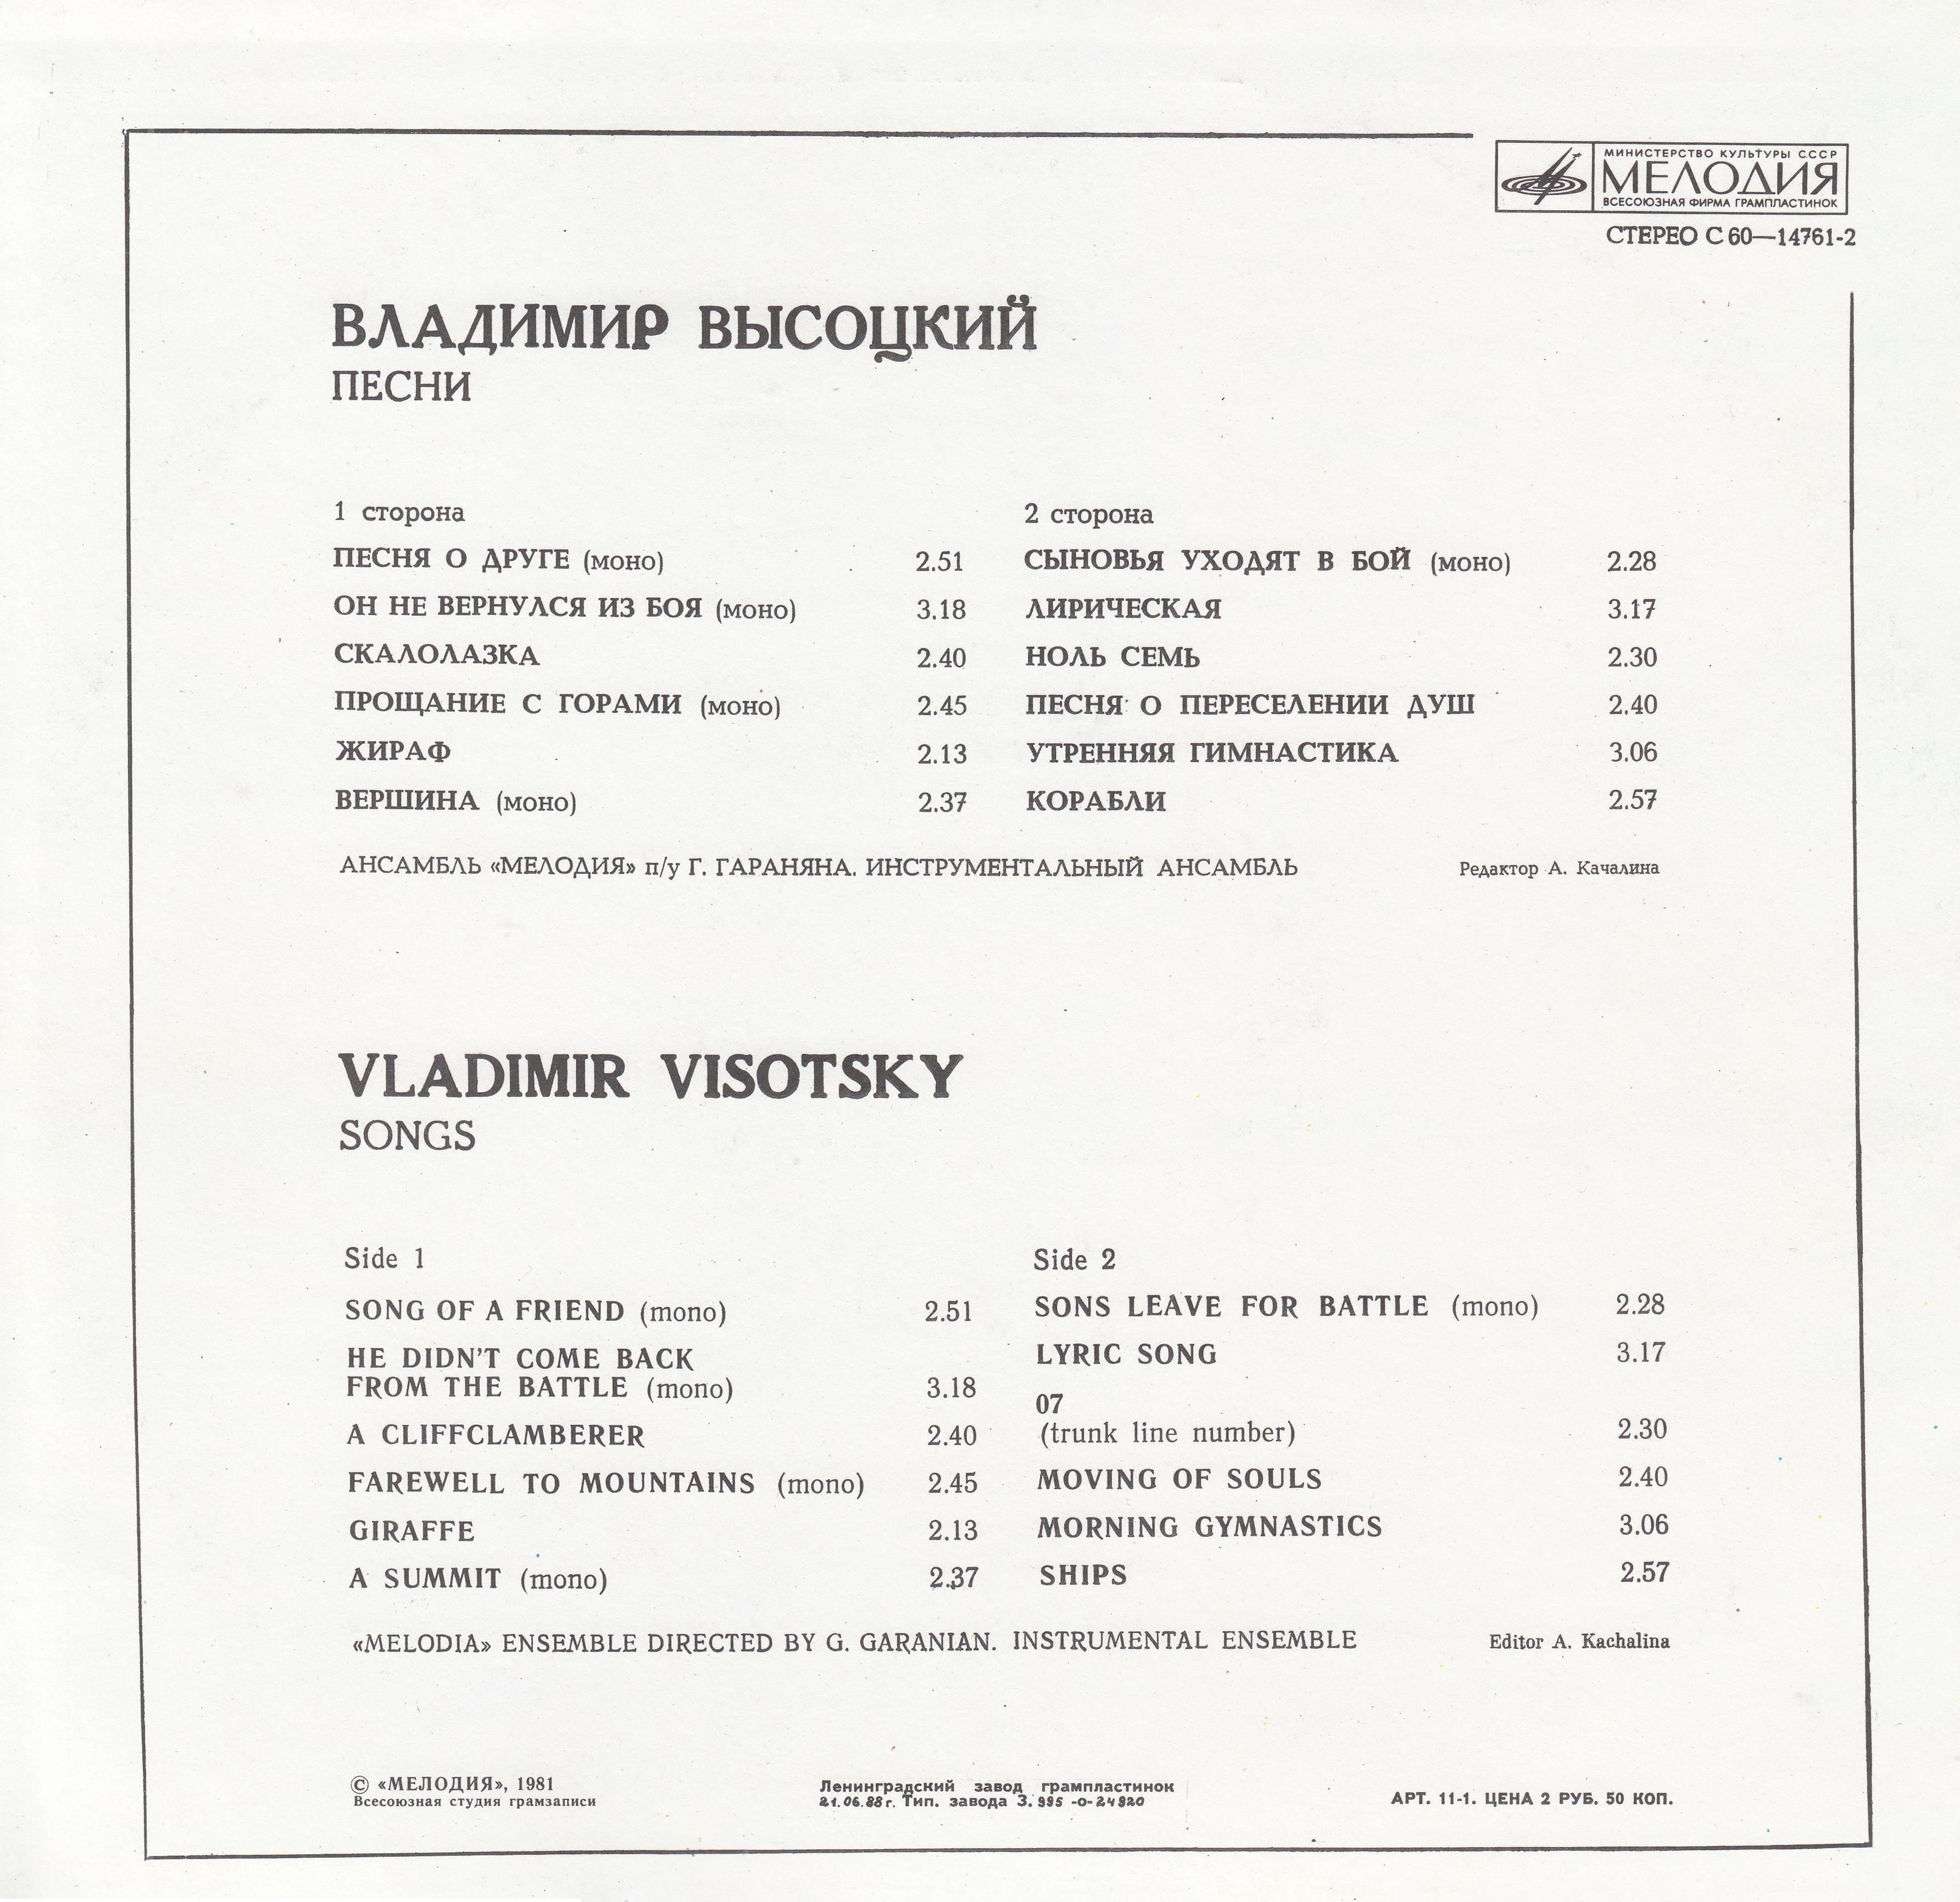 МИНИСТЕРСТВО КУЛЬТУРЫ СССР
МЕЛОДИЯ
ВСЕСОЮЗНАЯ ФИРМА ГРАМПЛАСТИНОК
СТЕРЕО С 60—14761-2
ВЛАДИМИР ВЫСОЦКИЙ
ПЕСНИ
1 сторона
ПЕСНЯ О ДРУГЕ (моно) 2.51
ОН НЕ ВЕРНУЛСЯ ИЗ БОЯ (моно) 3.18
СКАЛОЛАЗКА 2.40
ПРОЩАНИЕ С ГОРАМИ (моно) 2.45
ЖИРАФ 2.13
ВЕРШИНА (моно) 2.37
2 сторона
СЫНОВЬЯ УХОДЯТ В БОЙ (моно) 2.28
ЛИРИЧЕСКАЯ 3.17
НОЛЬ СЕМЬ 2.30
ПЕСНЯ О ПЕРЕСЕЛЕНИИ ДУШ 2.40
УТРЕННЯЯ ГИМНАСТИКА 3.06
КОРАБЛИ 2.57
АНСАМБЛЬ «МЕЛОДИЯ» п/у Г. ГАРАНЯНА. ИНСТРУМЕНТАЛЬНЫЙ АНСАМБЛЬ
Редактор А. Качалина
VLADIMIR VISOTSKY
SONGS
Side 1
SONG OF A FRIEND (mono) 2.51
HE DIDN'T COME BACK
FROM THE BATTLE (mono) 3.18
A CLIFFCLAMBERER 2.40
FAREWELL TO MOUNTAINS (mono) 2.45
GIRAFFE 2.13
A SUMMIT (mono) 2.37
Side 2
SONS LEAVE FOR BATTLE (mono) 2.28
LYRIC SONG 3.17
07
(trunk line number) 2.30
MOVING OF SOULS 2.40
MORNING GYMNASTICS 3.06
SHIPS 2.57
«MELODIA» ENSEMBLE DIRECTED BY G. GARANIAN. INSTRUMENTAL ENSEMBLE
Editor A. Kachalina
© «МЕЛОДИЯ», 1981
Всесоюзная студия грамзаписи
Ленинградский завод грампластинок
21.06.88г. Тип. завода З. 995 -о-24920
АРТ. 11-1. ЦЕНА 2 РУБ. 50 КОП.